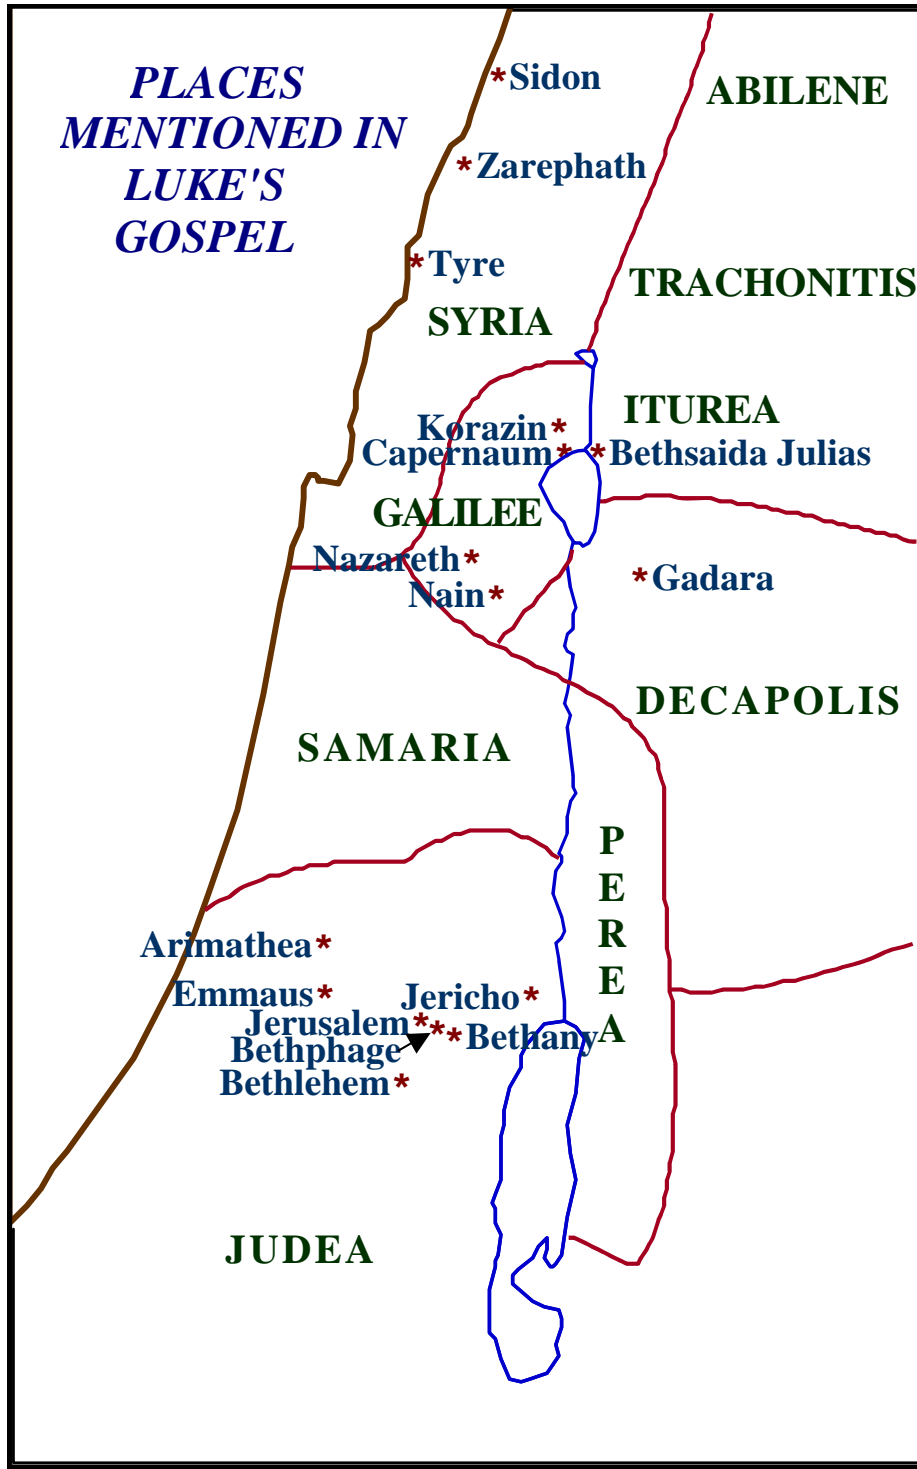 PLACES
MENTIONED IN
LUKE'S
GOSPEL
*Sidon
ABILENE
*Zarephath
*Tyre
TRACHONITIS
SYRIA
ITUREA
Korazin*
Capernaum*
*Bethsaida Julias
GALILEE
Nazareth*
*Gadara
Nain*
DECAPOLIS
SAMARIA
PEREA
Arimathea*
Emmaus*
Jericho*
Jerusalem*
*Bethany
Bethphage*
Bethlehem*
JUDEA